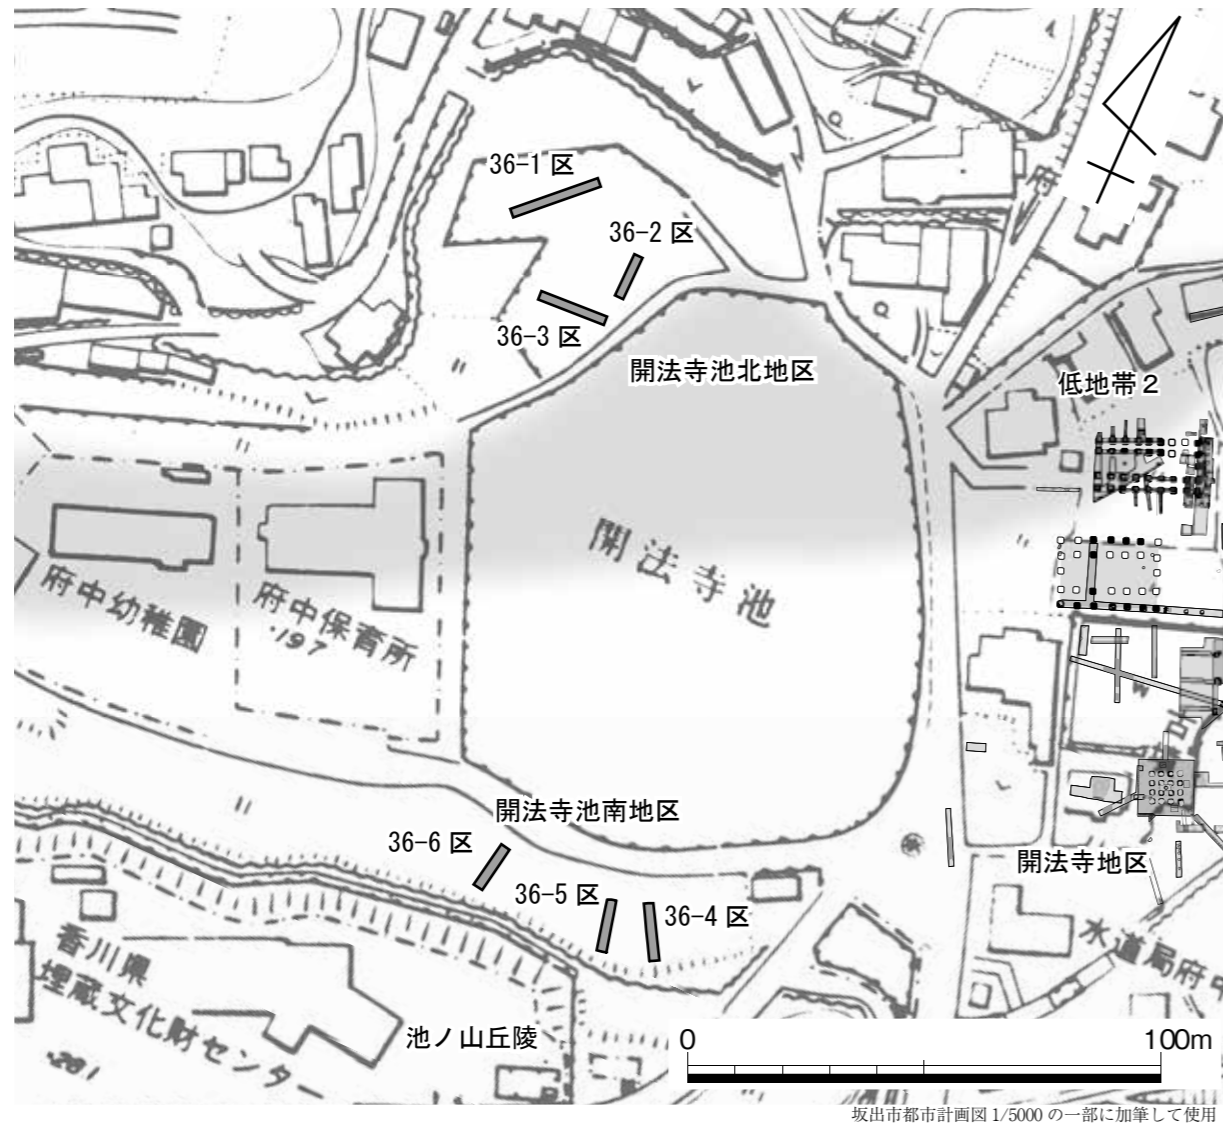 36-1 区
36-2 区
36-3 区
開法寺池北地区
低地帯2
府
開法寺池
府中幼稚園
府中保育所
197
開法寺池南地区
36-6 区
36-5 区
36-4 区
開法寺地区
水道局府中
香川県
埋蔵文化財センター
池ノ山丘陵
・281
0 100m
坂出市都市計画図 1/5000 の一部に加筆して使用